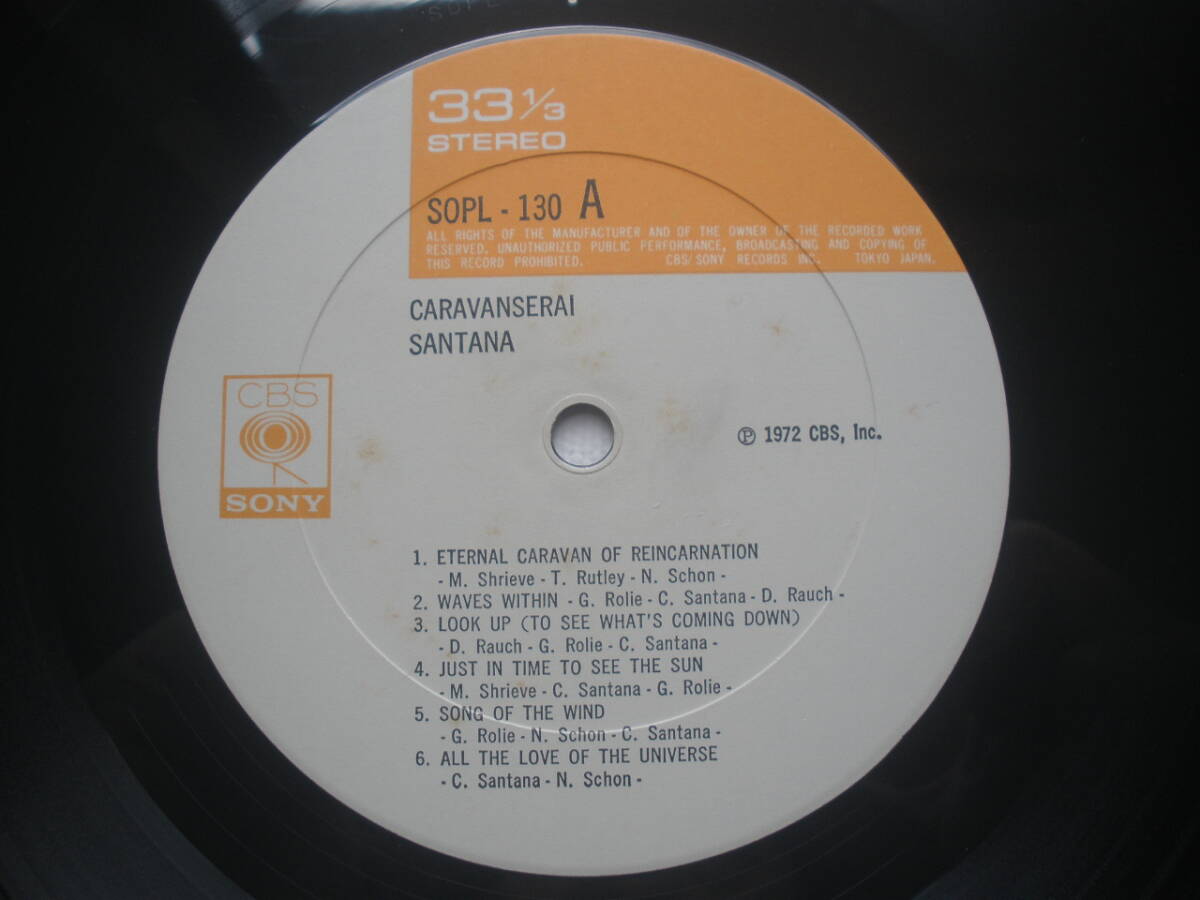 33 1/3
STEREO
SOPL - 130 A
ALL RIGHTS OF THE MANUFACTURER AND OF THE OWNER OF THE RECORDED WORK
RESERVED. UNAUTHORIZED PUBLIC PERFORMANCE, BROADCASTING AND COPYING OF
THIS RECORD PROHIBITED. CBS/SONY RECORDS INC. TOKYO JAPAN.
CARAVANSERAI
SANTANA
CBS
SONY
Ⓟ 1972 CBS, Inc.
1. ETERNAL CARAVAN OF REINCARNATION
- M. Shrieve - T. Rutley - N. Schon -
2. WAVES WITHIN - G. Rolie - C. Santana - D. Rauch -
3. LOOK UP (TO SEE WHAT'S COMING DOWN)
- D. Rauch - G. Rolie - C. Santana -
4. JUST IN TIME TO SEE THE SUN
- M. Shrieve - C. Santana - G. Rolie -
5. SONG OF THE WIND
- G. Rolie - N. Schon - C. Santana -
6. ALL THE LOVE OF THE UNIVERSE
- C. Santana - N. Schon -